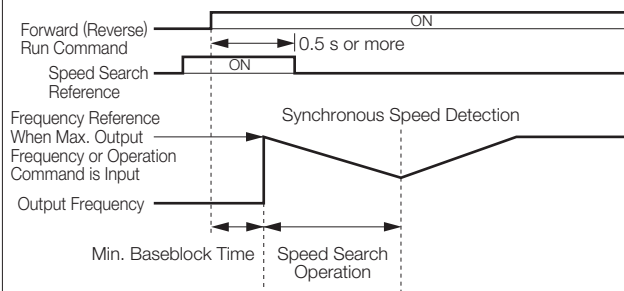 Forward (Reverse)
Run Command
ON
0.5 s or more
Speed Search
Reference
ON
Frequency Reference
When Max. Output
Frequency or Operation
Command is Input
Synchronous Speed Detection
Output Frequency
Min. Baseblock Time
Speed Search
Operation